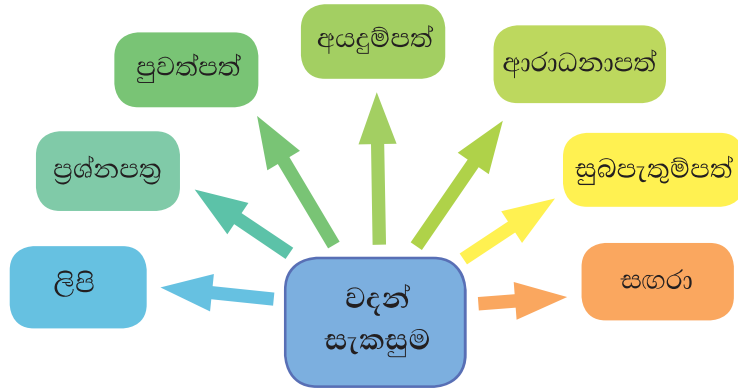 අයදුම්පත්
පුවත්පත්
ආරාධනාපත්
ප්‍රශ්නපත්‍ර
සුබපැතුම්පත්
ලිපි
සඟරා
වදන්
සැකසුම